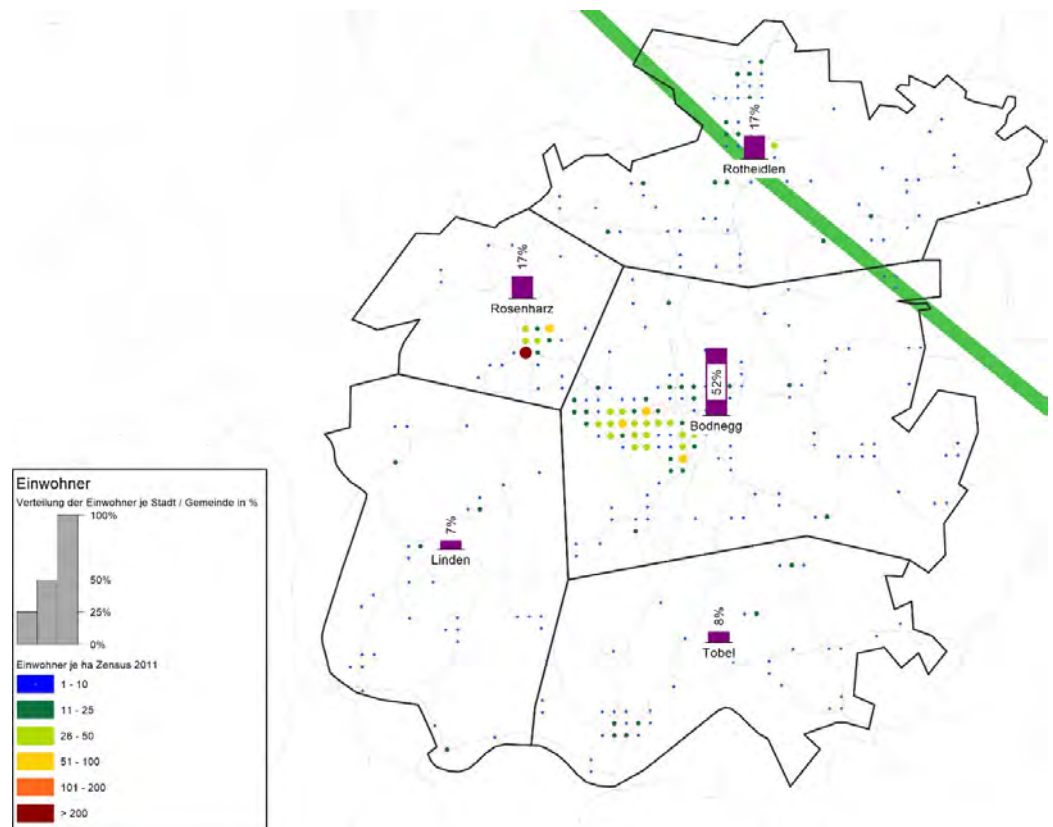 17%
Rotheidlen
17%
Rosenharz
52%
Bodnegg
7%
Linden
8%
Tobel
Einwohner
Verteilung der Einwohner je Stadt / Gemeinde in %
100%
50%
25%
0%
Einwohner je ha Zensus 2011
1 - 10
11 - 25
26 - 50
51 - 100
101 - 200
> 200